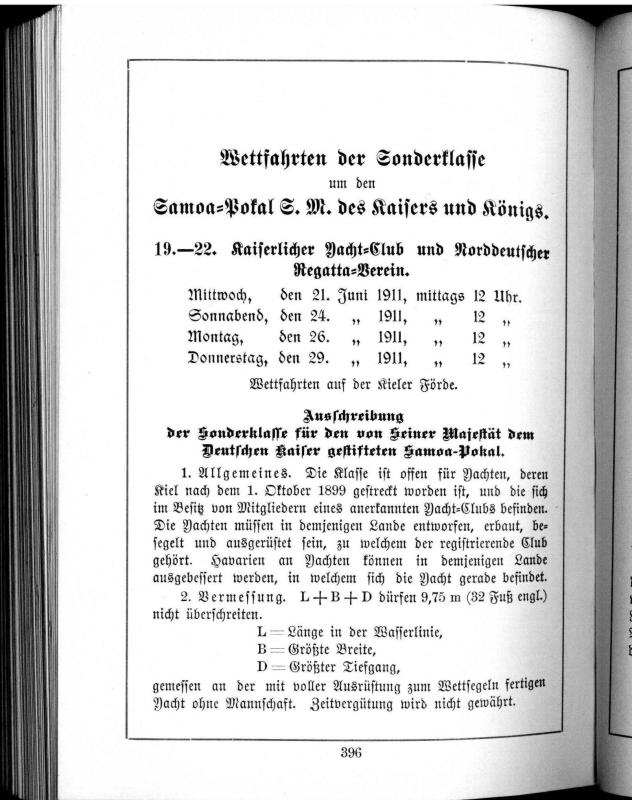 Wettfahrten der Sonderklasse
um den
Samoa=Pokal S. M. des Kaisers und Königs.
19.—22. Kaiserlicher Yacht=Club und Norddeutscher
Regatta=Verein.
Mittwoch, den 21. Juni 1911, mittags 12 Uhr.
Sonnabend, den 24. „ 1911, „ 12 „
Montag, den 26. „ 1911, „ 12 „
Donnerstag, den 29. „ 1911, „ 12 „
Wettfahrten auf der Kieler Förde.
Ausschreibung
der Sonderklasse für den von Seiner Majestät dem
Deutschen Kaiser gestifteten Samoa-Pokal.
1. Allgemeines. Die Klasse ist offen für Yachten, deren
Kiel nach dem 1. Oktober 1899 gestreckt worden ist, und die sich
im Besitz von Mitgliedern eines anerkannten Yacht=Clubs befinden.
Die Yachten müssen in demjenigen Lande entworfen, erbaut, be=
segelt und ausgerüstet sein, zu welchem der registrierende Club
gehört. Havarien an Yachten können in demjenigen Lande
ausgebessert werden, in welchem sich die Yacht gerade befindet.
2. Vermessung. L + B + D dürfen 9,75 m (32 Fuß engl.)
nicht überschreiten.
L = Länge in der Wasserlinie,
B = Größte Breite,
D = Größter Tiefgang,
gemessen an der mit voller Ausrüstung zum Wettsegeln fertigen
Yacht ohne Mannschaft. Zeitvergütung wird nicht gewährt.
396